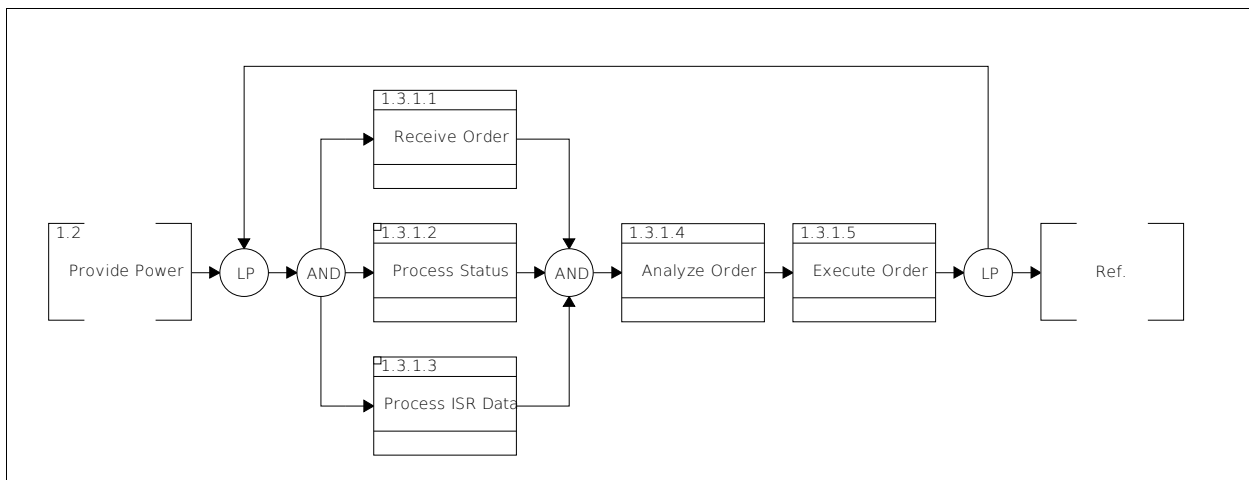 1.3.1.1
Receive Order
1.2
Provide Power
LP
AND
1.3.1.2
Process Status
AND
1.3.1.4
Analyze Order
1.3.1.5
Execute Order
LP
Ref.
1.3.1.3
Process ISR Data